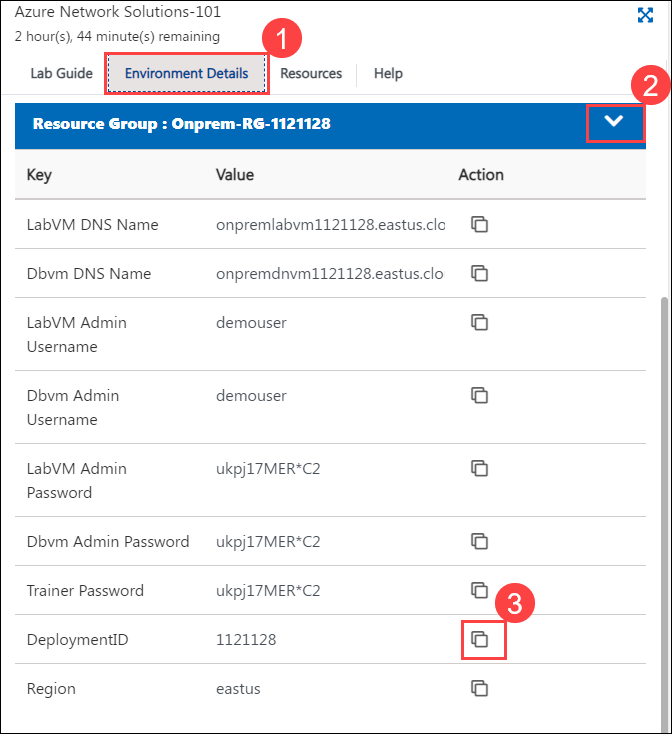 Azure Network Solutions-101
2 hour(s), 44 minute(s) remaining
1
Lab Guide Environment Details Resources Help
2
Resource Group : Onprem-RG-1121128
Key Value Action
LabVM DNS Name onpremlabvm1121128.eastus.clo
Dbvm DNS Name onpremdnvm1121128.eastus.clo
LabVM Admin demouser
Username
Dbvm Admin demouser
Username
LabVM Admin ukpj17MER*C2
Password
Dbvm Admin Password ukpj17MER*C2
Trainer Password ukpj17MER*C2
3
DeploymentID 1121128
Region eastus